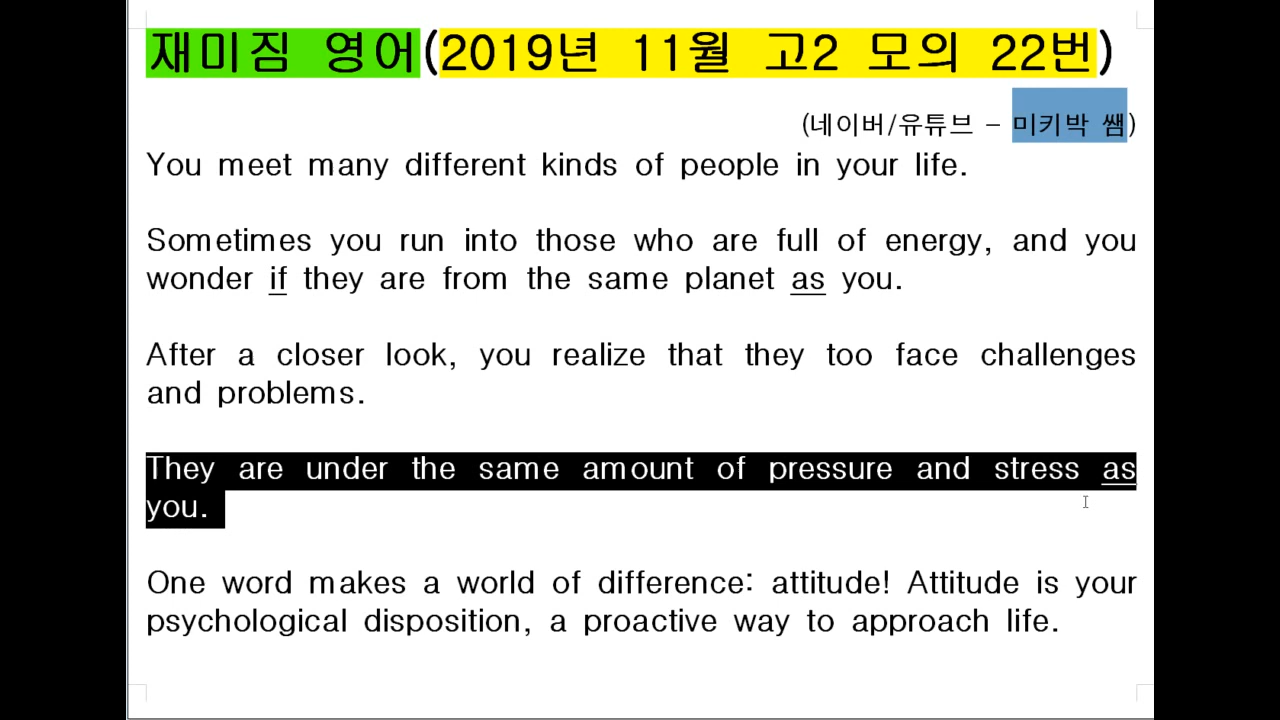 재미짐 영어(2019년 11월 고2 모의 22번)
(네이버/유튜브 - 미키박 쌤)
You meet many different kinds of people in your life.
Sometimes you run into those who are full of energy, and you
wonder if they are from the same planet as you.
After a closer look, you realize that they too face challenges
and problems.
They are under the same amount of pressure and stress as
you.
One word makes a world of difference: attitude! Attitude is your
psychological disposition, a proactive way to approach life.